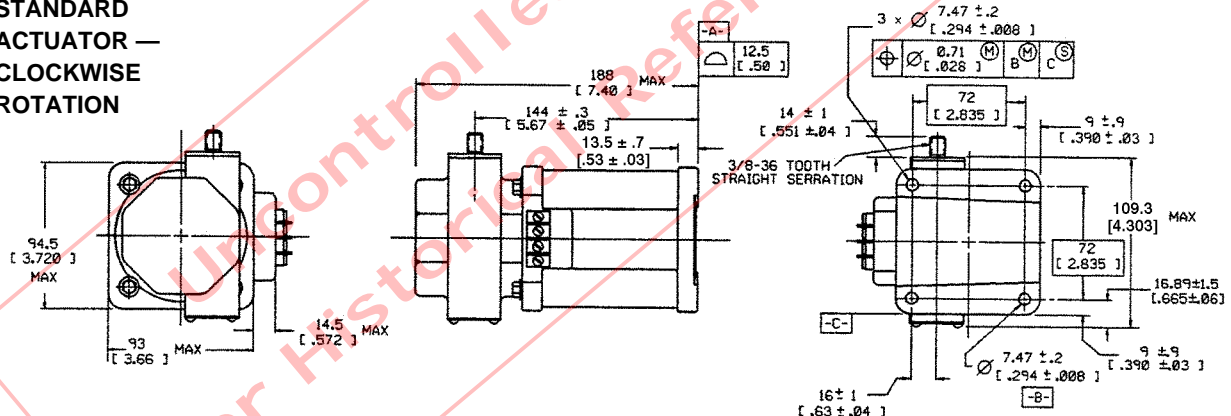 STANDARD
ACTUATOR —
CLOCKWISE
ROTATION
94.5
[ 3.720 ]
MAX
93
[ 3.66 ] MAX
14.5
[ .572 ] MAX
188
[ 7.40 ] MAX
144 ± .3
[ 5.67 ± .05 ]
13.5 ± .7
[.53 ± .03]
-A-
12.5
[ .50 ]
3 × Ø 7.47 ±.2
[ .294 ±.008 ]
⌖ Ø 0.71 Ⓜ B Ⓜ C Ⓢ
[ .028 ]
72
[ 2.835 ]
14 ± 1
[ .551 ±.04 ]
9 ±.9
[ .390 ±.03 ]
3/8-36 TOOTH
STRAIGHT SERRATION
109.3
[4.303] MAX
72
[ 2.835 ]
16.89±1.5
[.665±.06]
-C-
Ø 7.47 ±.2
[ .294 ±.008 ]
-B-
9 ±.9
[ .390 ±.03 ]
16± 1
[ .63 ±.04 ]
Uncontrolle
r Historical Refe